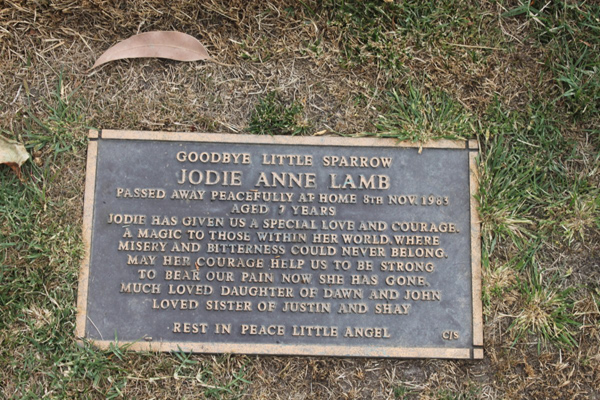 GOODBYE LITTLE SPARROW
JODIE ANNE LAMB
PASSED AWAY PEACEFULLY AT HOME 8TH NOV. 1983
AGED 7 YEARS
JODIE HAS GIVEN US A SPECIAL LOVE AND COURAGE,
A MAGIC TO THOSE WITHIN HER WORLD, WHERE
MISERY AND BITTERNESS COULD NEVER BELONG.
MAY HER COURAGE HELP US TO BE STRONG
TO BEAR OUR PAIN NOW SHE HAS GONE.
MUCH LOVED DAUGHTER OF DAWN AND JOHN
LOVED SISTER OF JUSTIN AND SHAY
REST IN PEACE LITTLE ANGEL
C/S